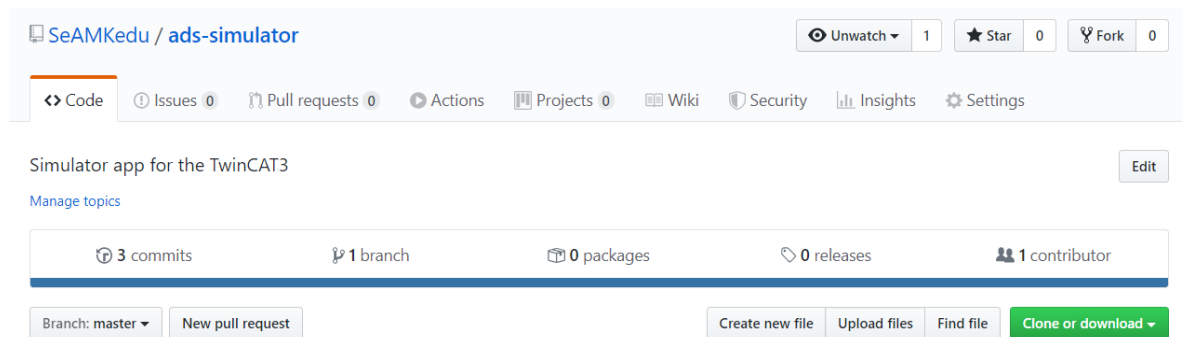 SeAMKedu / ads-simulator Unwatch 1 Star 0 Fork 0
Code Issues 0 Pull requests 0 Actions Projects 0 Wiki Security Insights Settings
Simulator app for the TwinCAT3 Edit
Manage topics
3 commits 1 branch 0 packages 0 releases 1 contributor
Branch: master New pull request Create new file Upload files Find file Clone or download